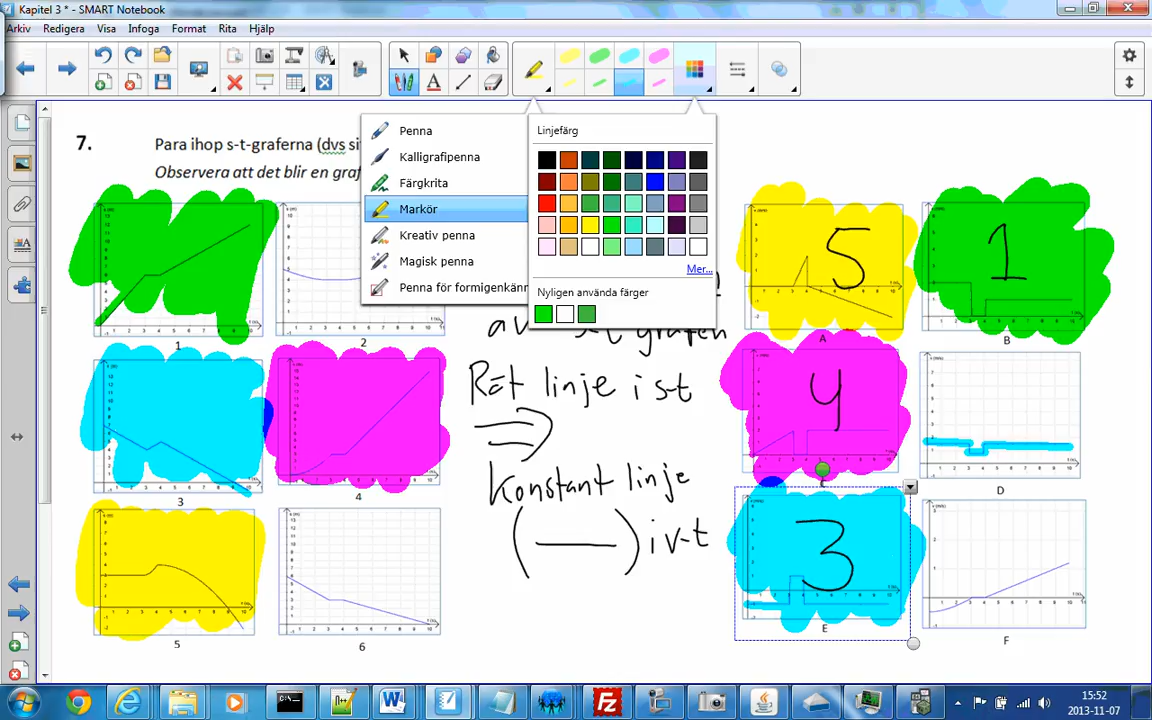 Kapitel 3 * - SMART Notebook
Arkiv Redigera Visa Infoga Format Rita Hjälp
7.
Para ihop s-t-graferna (dvs si
Observera att det blir en graf
Penna
Kalligrafipenna
Färgkrita
Markör
Kreativ penna
Magisk penna
Penna för formigenkänn
Linjefärg
Mer...
Nyligen använda färger
av s-t grafen
Rät linje i s-t
Konstant linje
( ) i v-t
1
2
3
4
5
6
5
A
1
B
4
C
D
3
E
F
15:52
2013-11-07